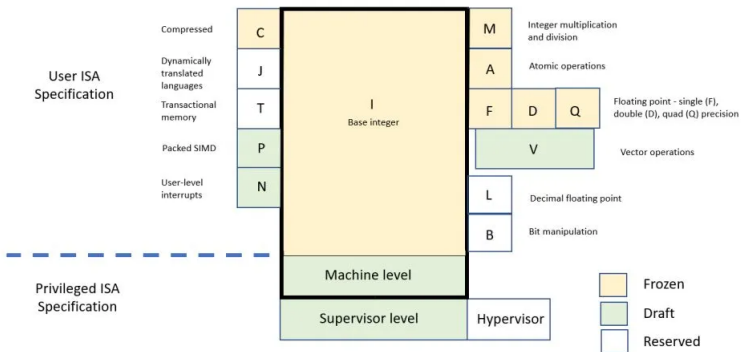 User ISA
Specification
Compressed
C
Dynamically
translated
languages
J
Transactional
memory
T
Packed SIMD
P
User-level
interrupts
N
I
Base integer
M
Integer multiplication
and division
A
Atomic operations
F
D
Q
Floating point - single (F),
double (D), quad (Q) precision
V
Vector operations
L
Decimal floating point
B
Bit manipulation
Privileged ISA
Specification
Machine level
Supervisor level
Hypervisor
Frozen
Draft
Reserved